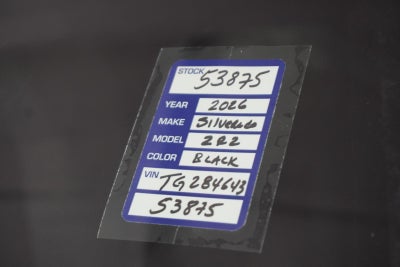 STOCK 53875
YEAR 2026
MAKE Silverado
MODEL 2R2
COLOR BLACK
VIN TG284643
53875